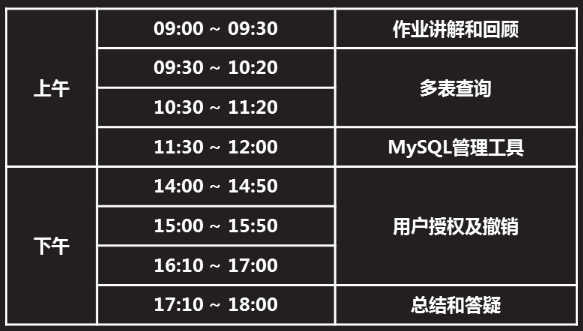 上午
09:00 ~ 09:30
作业讲解和回顾
09:30 ~ 10:20
多表查询
10:30 ~ 11:20
11:30 ~ 12:00
MySQL管理工具
下午
14:00 ~ 14:50
用户授权及撤销
15:00 ~ 15:50
16:10 ~ 17:00
17:10 ~ 18:00
总结和答疑